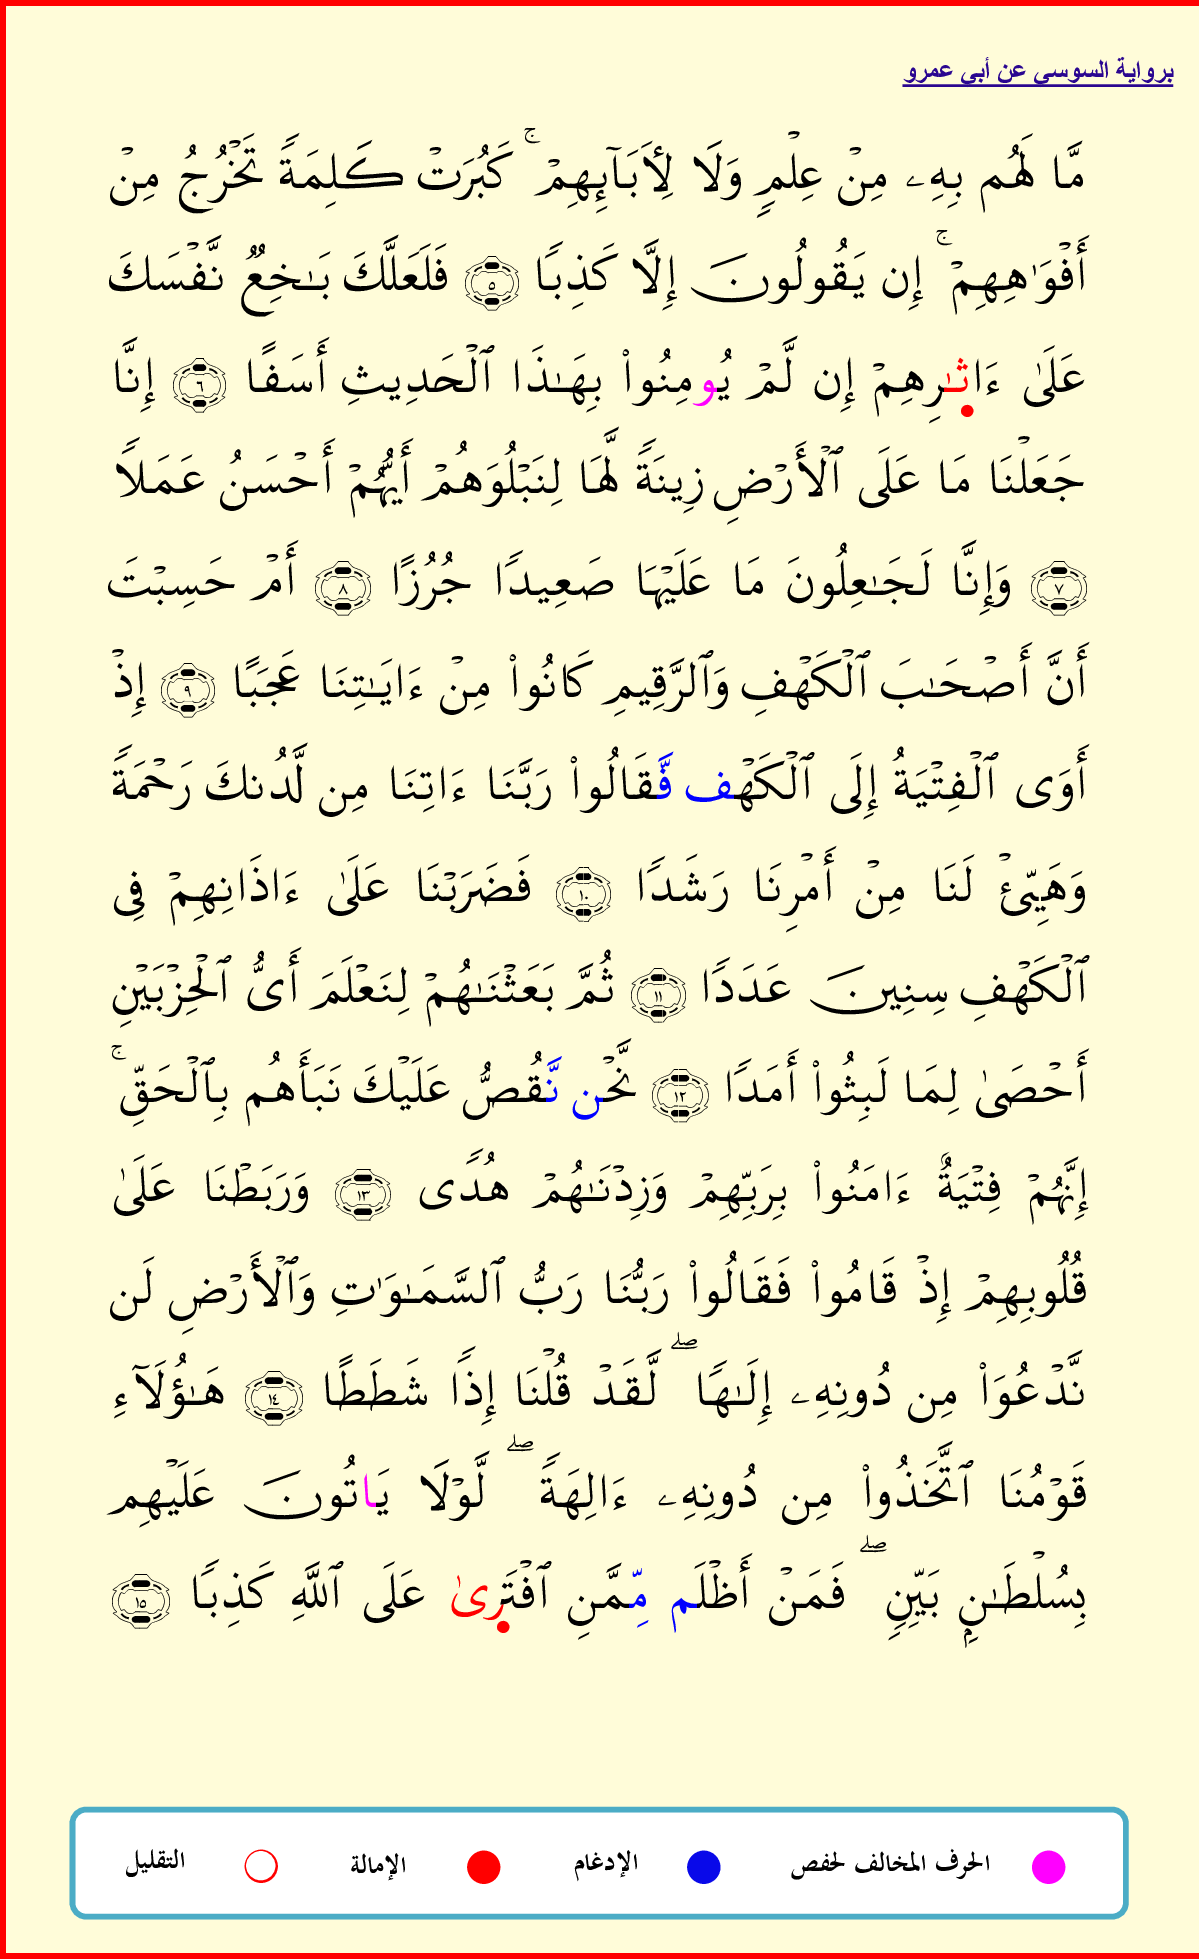 برواية السوسي عن أبي عمرو
مَّا لَهُم بِهِۦ مِنۡ عِلۡمٖ وَلَا لِأَبَآئِهِمۡۚ كَبُرَتۡ كَلِمَةٗ تَخۡرُجُ مِنۡ
أَفۡوَٰهِهِمۡۚ إِن يَقُولُونَ إِلَّا كَذِبٗا ٥ فَلَعَلَّكَ بَٰخِعٞ نَّفۡسَكَ
عَلَىٰ ءَاثَٰرِهِمۡ إِن لَّمۡ يُومِنُواْ بِهَٰذَا ٱلۡحَدِيثِ أَسَفًا ٦ إِنَّا
جَعَلۡنَا مَا عَلَى ٱلۡأَرۡضِ زِينَةٗ لَّهَا لِنَبۡلُوَهُمۡ أَيُّهُمۡ أَحۡسَنُ عَمَلٗا
٧ وَإِنَّا لَجَٰعِلُونَ مَا عَلَيۡهَا صَعِيدٗا جُرُزًا ٨ أَمۡ حَسِبۡتَ
أَنَّ أَصۡحَٰبَ ٱلۡكَهۡفِ وَٱلرَّقِيمِ كَانُواْ مِنۡ ءَايَٰتِنَا عَجَبًا ٩ إِذۡ
أَوَى ٱلۡفِتۡيَةُ إِلَى ٱلۡكَهۡف فَّقَالُواْ رَبَّنَا ءَاتِنَا مِن لَّدُنكَ رَحۡمَةٗ
وَهَيِّئۡ لَنَا مِنۡ أَمۡرِنَا رَشَدٗا ١٠ فَضَرَبۡنَا عَلَىٰ ءَاذَانِهِمۡ فِي
ٱلۡكَهۡفِ سِنِينَ عَدَدٗا ١١ ثُمَّ بَعَثۡنَٰهُمۡ لِنَعۡلَمَ أَيُّ ٱلۡحِزۡبَيۡنِ
أَحۡصَىٰ لِمَا لَبِثُواْ أَمَدٗا ١٢ نَّحۡن نَّقُصُّ عَلَيۡكَ نَبَأَهُم بِٱلۡحَقِّۚ
إِنَّهُمۡ فِتۡيَةٌ ءَامَنُواْ بِرَبِّهِمۡ وَزِدۡنَٰهُمۡ هُدٗى ١٣ وَرَبَطۡنَا عَلَىٰ
قُلُوبِهِمۡ إِذۡ قَامُواْ فَقَالُواْ رَبُّنَا رَبُّ ٱلسَّمَٰوَٰتِ وَٱلۡأَرۡضِ لَن
نَّدۡعُوَاْ مِن دُونِهِۦ إِلَٰهٗاۖ لَّقَدۡ قُلۡنَا إِذٗا شَطَطًا ١٤ هَٰؤُلَآءِ
قَوۡمُنَا ٱتَّخَذُواْ مِن دُونِهِۦ ءَالِهَةٗۖ لَّوۡلَا يَاتُونَ عَلَيۡهِم
بِسُلۡطَٰنِۭ بَيِّنٖۖ فَمَنۡ أَظۡلَم مِّمَّنِ ٱفۡتَرِىٰ عَلَى ٱللَّهِ كَذِبٗا ١٥
الحرف المخالف لحفص الإدغام الإمالة التقليل